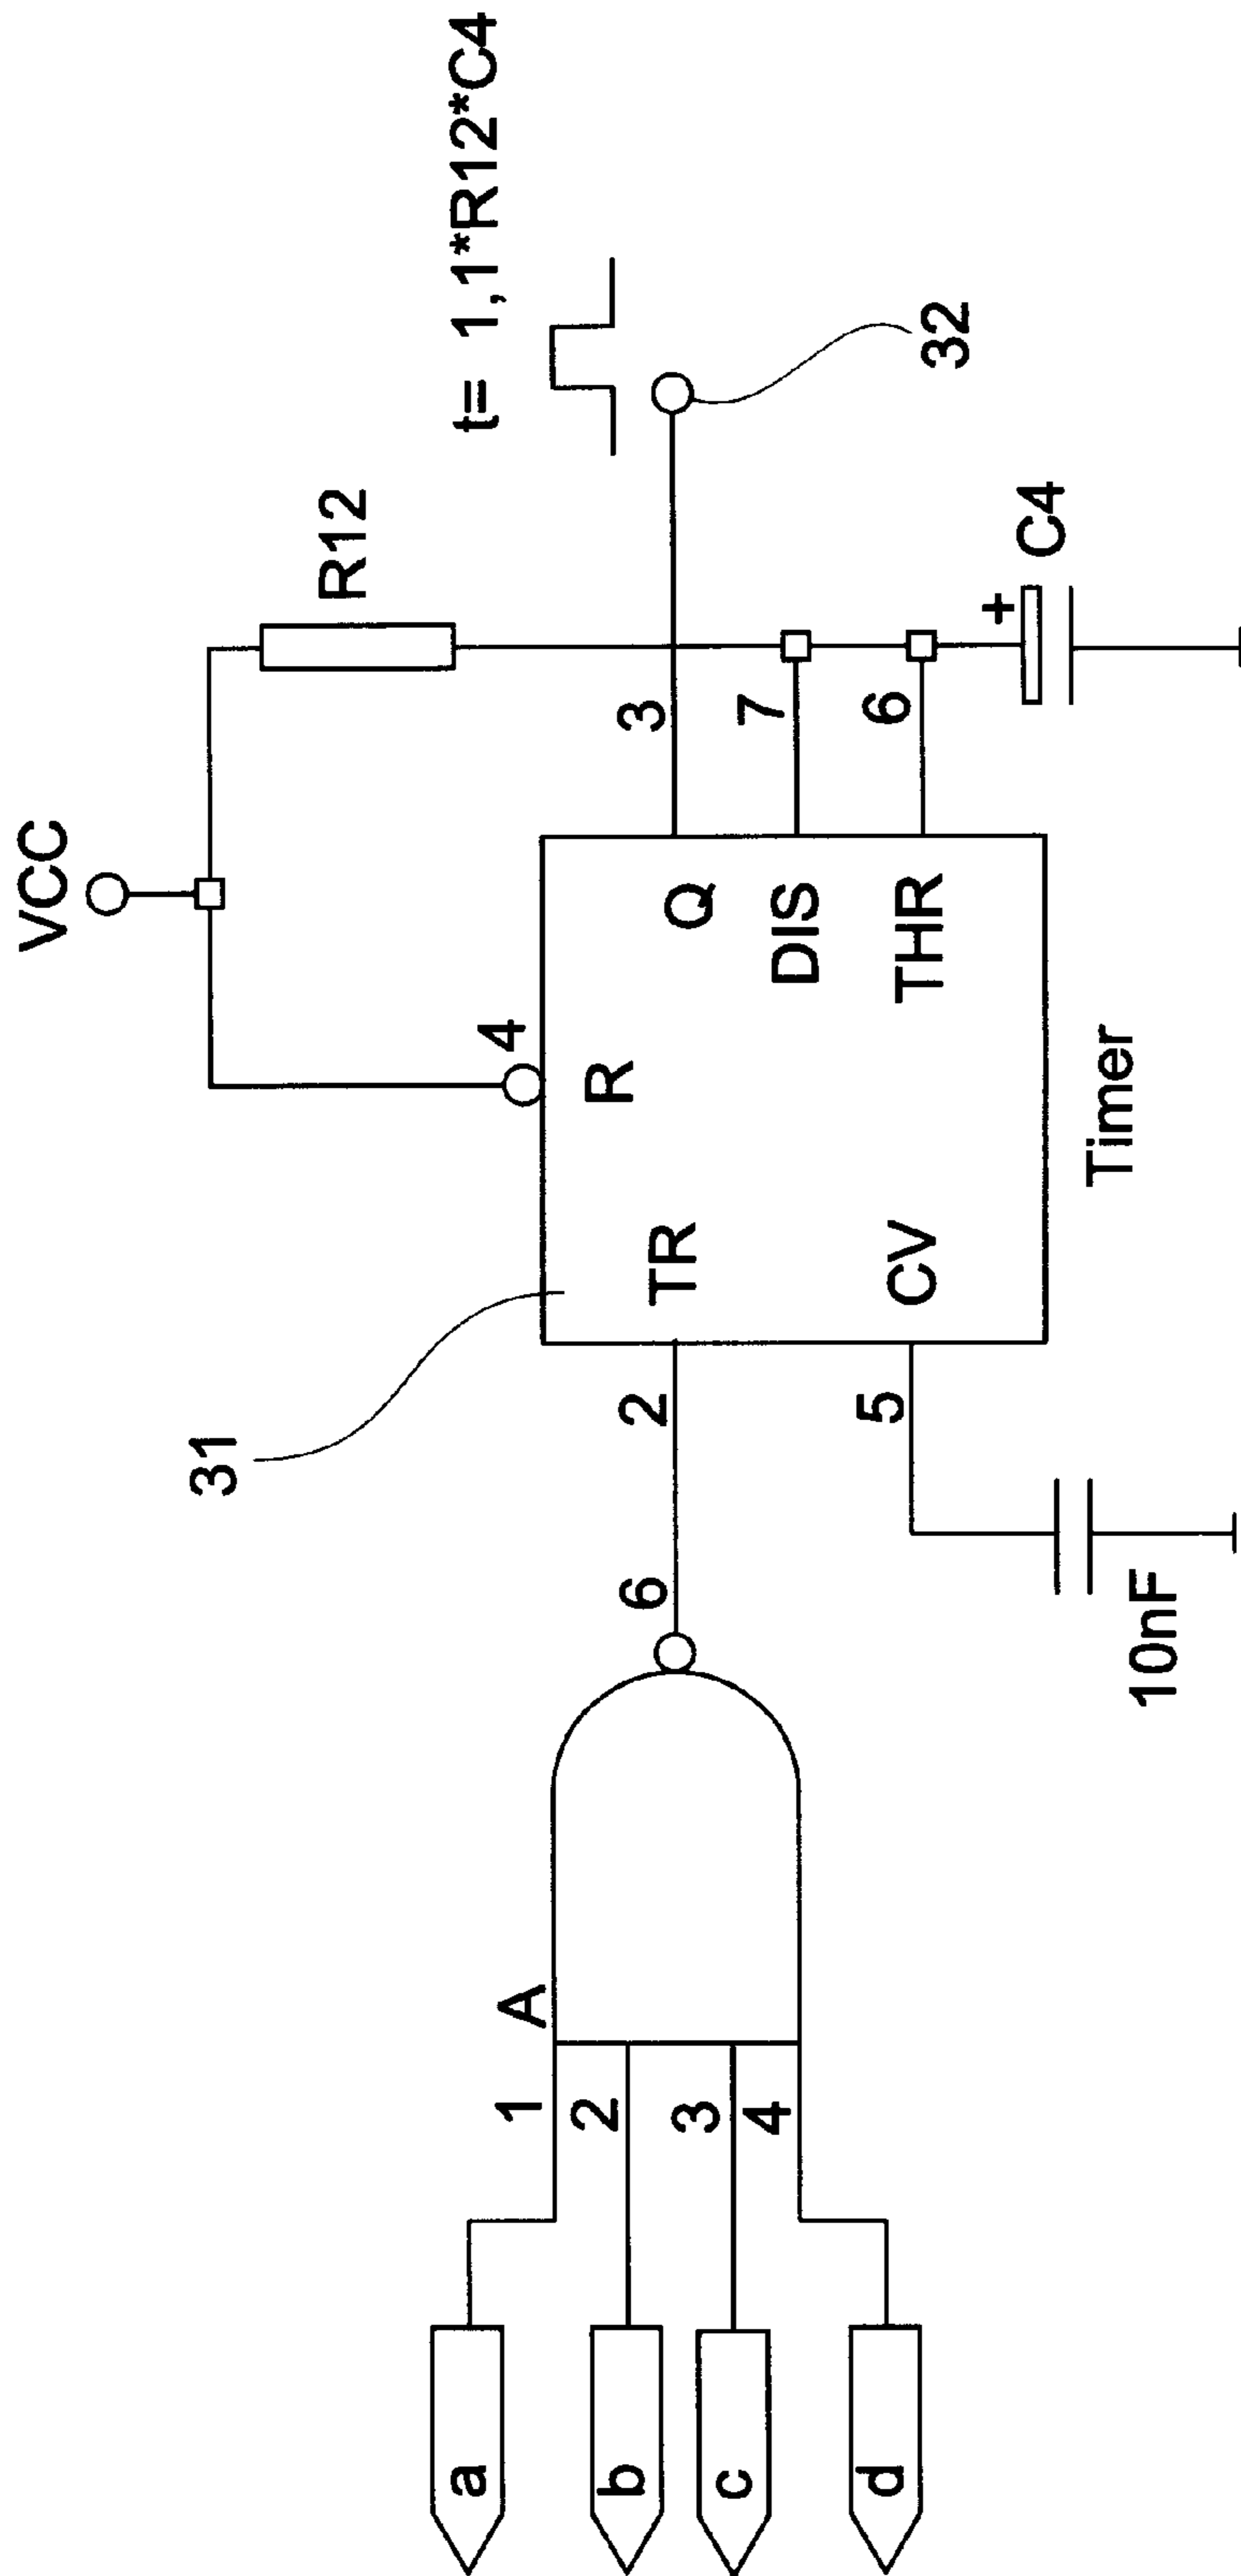 VCC
t= 1,1*R12*C4
R12
31
4
R
A
a
1
b
2
c
3
d
4
6
2
TR
Q
3
32
DIS
7
5
CV
THR
6
+
C4
10nF
Timer